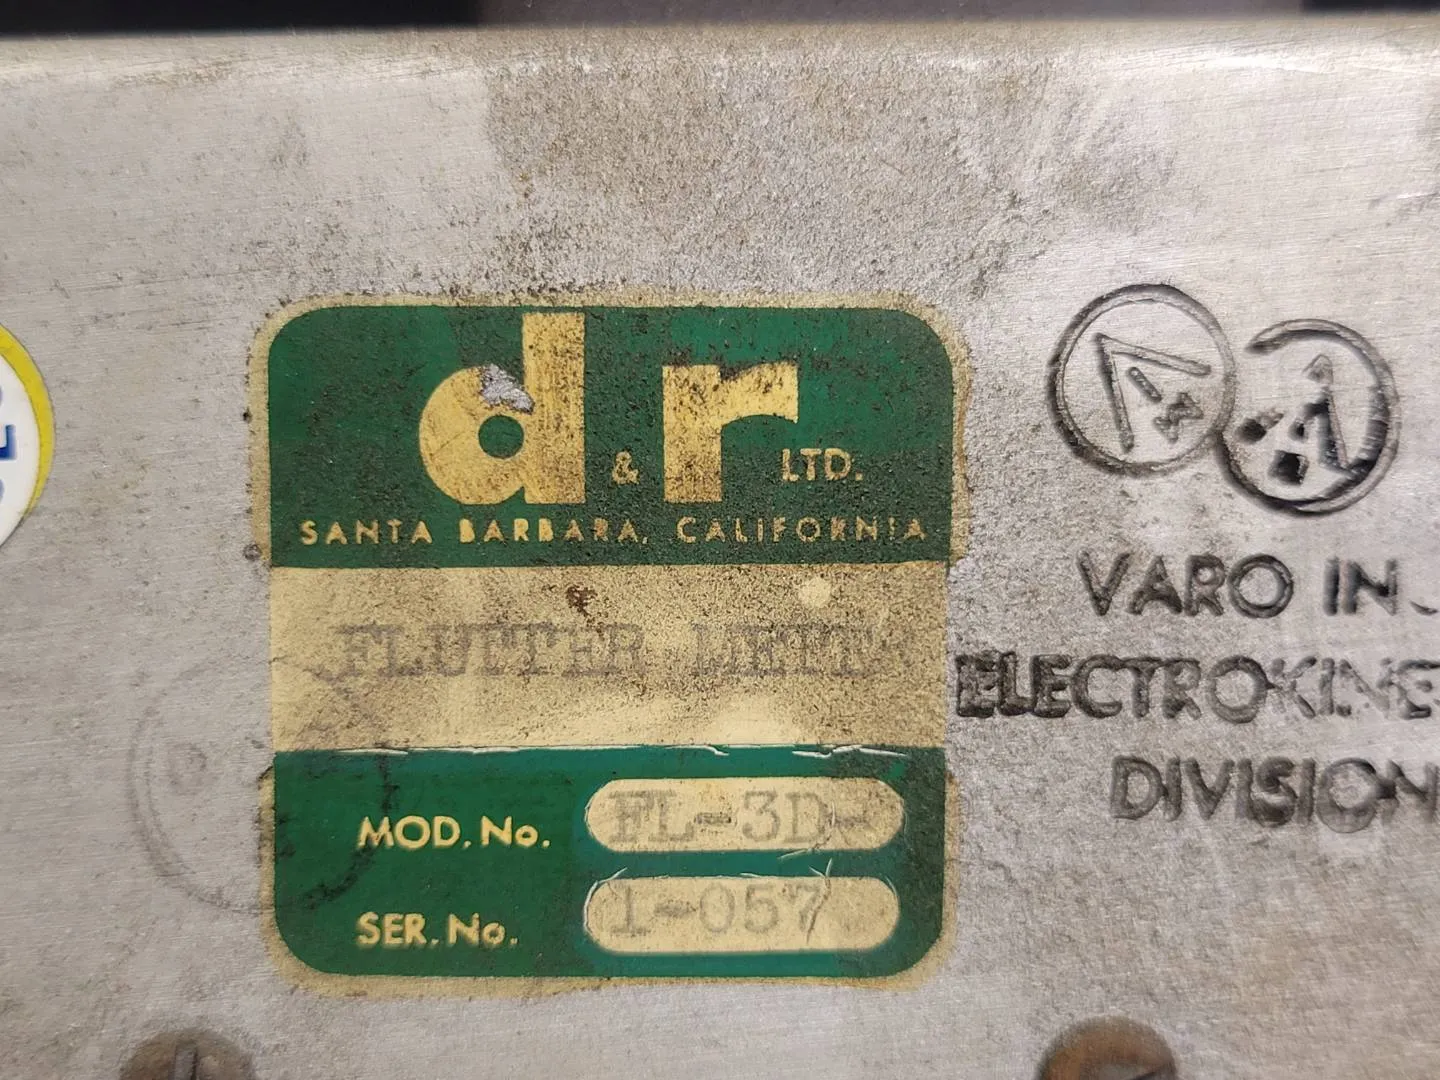 d & r LTD.
SANTA BARBARA, CALIFORNIA
FLUTTER METER
MOD. No. FL-3D
SER. No. 1-057
VARO IN
ELECTROKINE
DIVISION